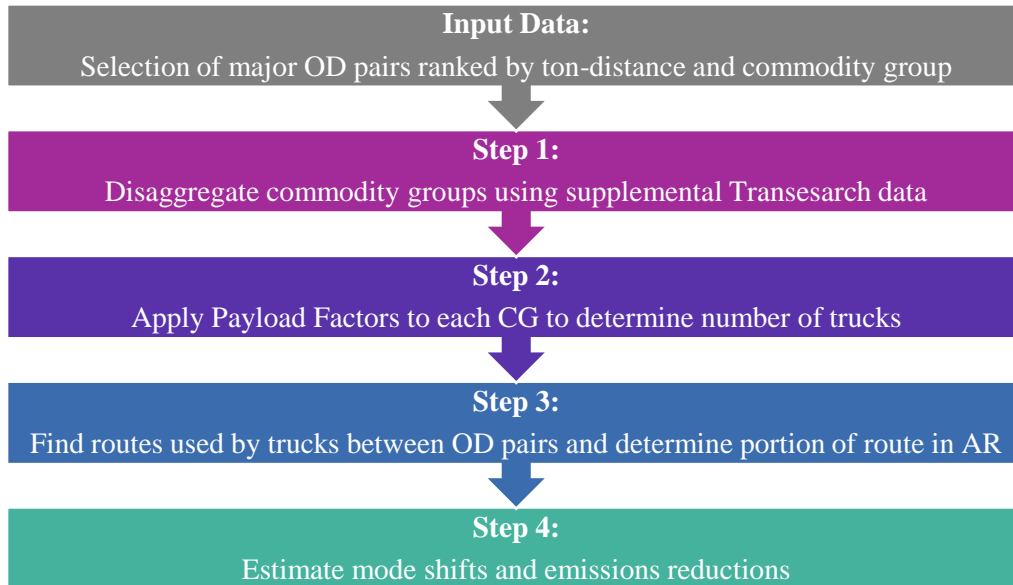 Input Data:
Selection of major OD pairs ranked by ton-distance and commodity group
Step 1:
Disaggregate commodity groups using supplemental Transesarch data
Step 2:
Apply Payload Factors to each CG to determine number of trucks
Step 3:
Find routes used by trucks between OD pairs and determine portion of route in AR
Step 4:
Estimate mode shifts and emissions reductions